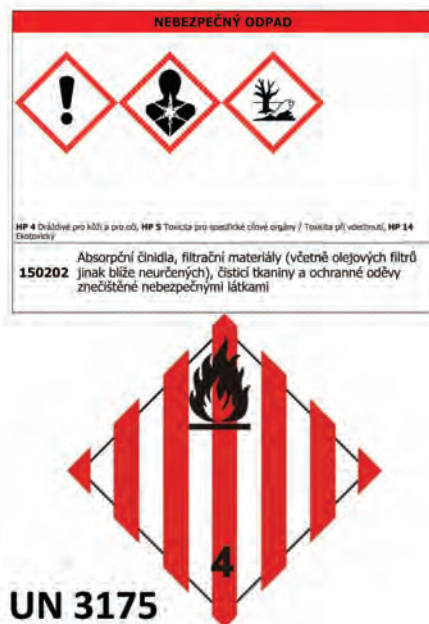 NEBEZPEČNÝ ODPAD
HP 4 Dráždivé pro kůži a pro oči, HP 5 Toxicita pro specifické cílové orgány / Toxicita při vdechnutí, HP 14
Ekotoxický
150202 Absorpční činidla, filtrační materiály (včetně olejových filtrů
jinak blíže neurčených), čisticí tkaniny a ochranné oděvy
znečištěné nebezpečnými látkami
4
UN 3175